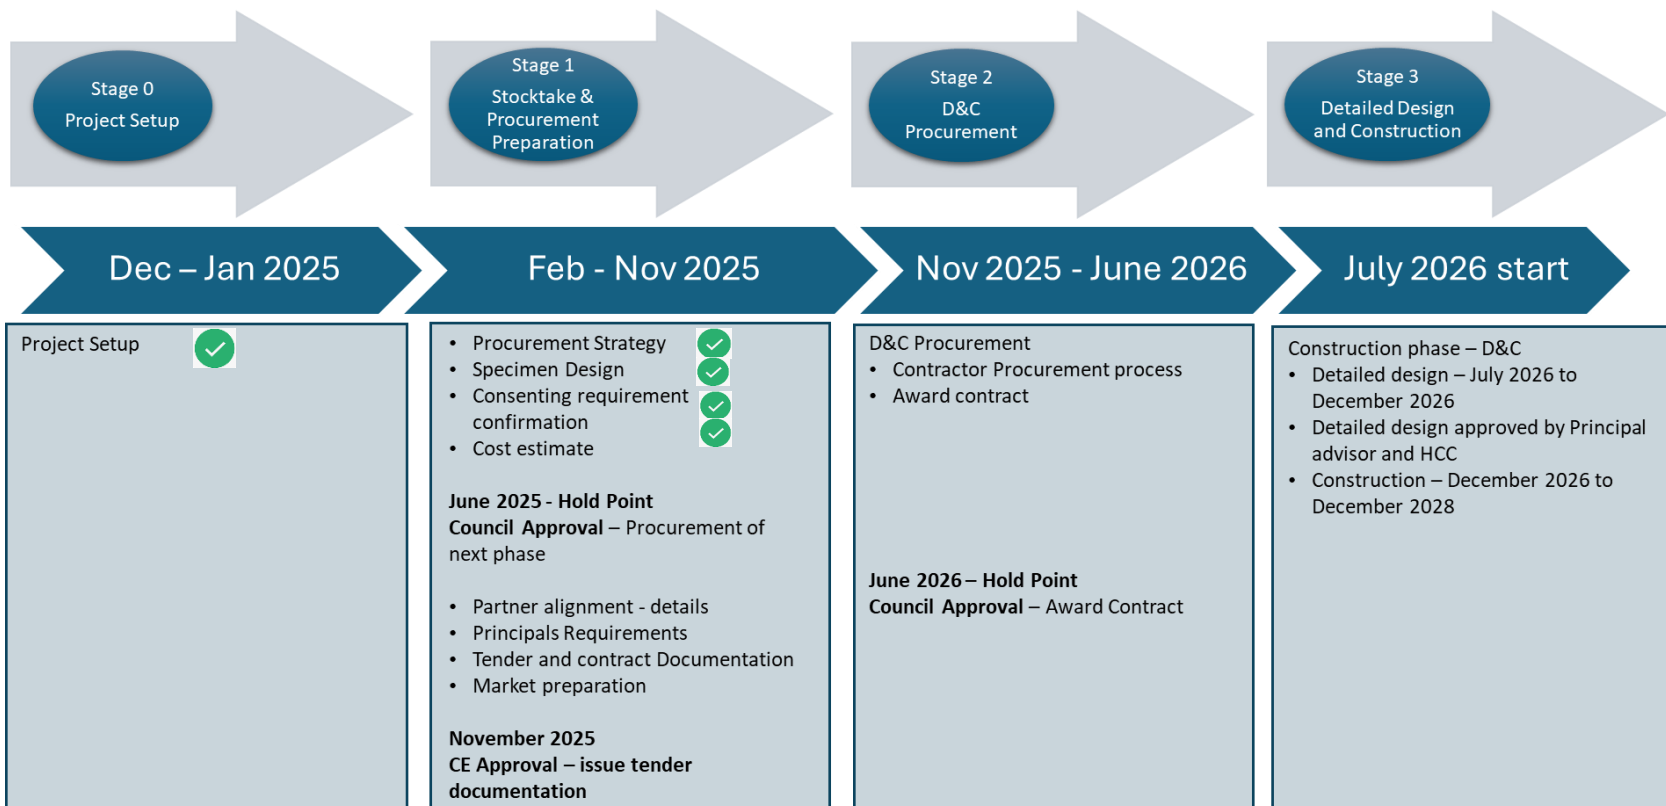 Stage 0
Project Setup
Stage 1
Stocktake &
Procurement
Preparation
Stage 2
D&C
Procurement
Stage 3
Detailed Design
and Construction
Dec – Jan 2025
Feb - Nov 2025
Nov 2025 - June 2026
July 2026 start
Project Setup
• Procurement Strategy
• Specimen Design
• Consenting requirement
confirmation
• Cost estimate
June 2025 - Hold Point
Council Approval – Procurement of
next phase
• Partner alignment - details
• Principals Requirements
• Tender and contract Documentation
• Market preparation
November 2025
CE Approval – issue tender
documentation
D&C Procurement
• Contractor Procurement process
• Award contract
June 2026 – Hold Point
Council Approval – Award Contract
Construction phase – D&C
• Detailed design – July 2026 to
December 2026
• Detailed design approved by Principal
advisor and HCC
• Construction – December 2026 to
December 2028